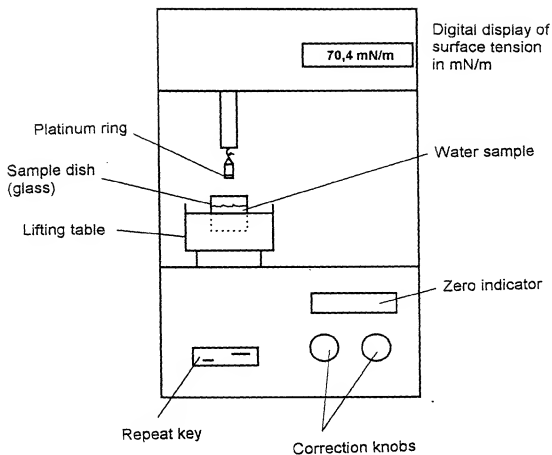 Digital display of
surface tension
in mN/m
70,4 mN/m
Platinum ring
Water sample
Sample dish
(glass)
Lifting table
Zero indicator
Repeat key
Correction knobs